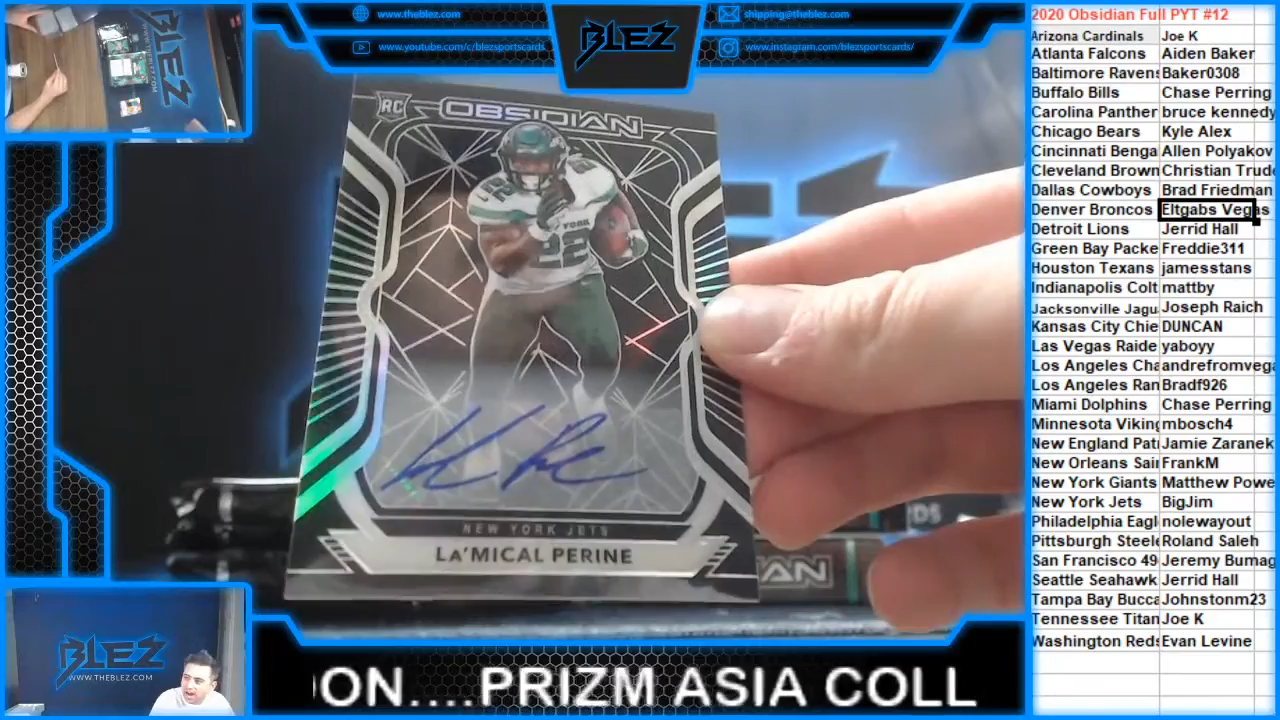 www.theblez.com
shipping@theblez.com
www.youtube.com/c/blezsportscards
BLEZ
www.instagram.com/blezsportscards/
BLEZ
WWW.THEBLEZ.COM
RC
OBSIDIAN
22
NEW YORK JETS
LA'MICAL PERINE
BLEZ
WWW.THEBLEZ.COM
ON....PRIZM ASIA COLL
2020 Obsidian Full PYT #12
Arizona Cardinals Joe K
Atlanta Falcons Aiden Baker
Baltimore Ravens Baker0308
Buffalo Bills Chase Perring
Carolina Panther bruce kennedy
Chicago Bears Kyle Alex
Cincinnati Benga Allen Polyakov
Cleveland Brown Christian Trude
Dallas Cowboys Brad Friedman
Denver Broncos Eltgabs Vegas
Detroit Lions Jerrid Hall
Green Bay Packe Freddie311
Houston Texans jamesstans
Indianapolis Colt mattby
Jacksonville Jagu Joseph Raich
Kansas City Chie DUNCAN
Las Vegas Raide yaboyy
Los Angeles Cha andrefromvega
Los Angeles Ran Bradf926
Miami Dolphins Chase Perring
Minnesota Viking mbosch4
New England Pat Jamie Zaranek
New Orleans Sai FrankM
New York Giants Matthew Powe
New York Jets BigJim
Philadelphia Eagl nolewayout
Pittsburgh Steele Roland Saleh
San Francisco 49 Jeremy Bumag
Seattle Seahawk Jerrid Hall
Tampa Bay Bucca Johnstonm23
Tennessee Titan Joe K
Washington Reds Evan Levine